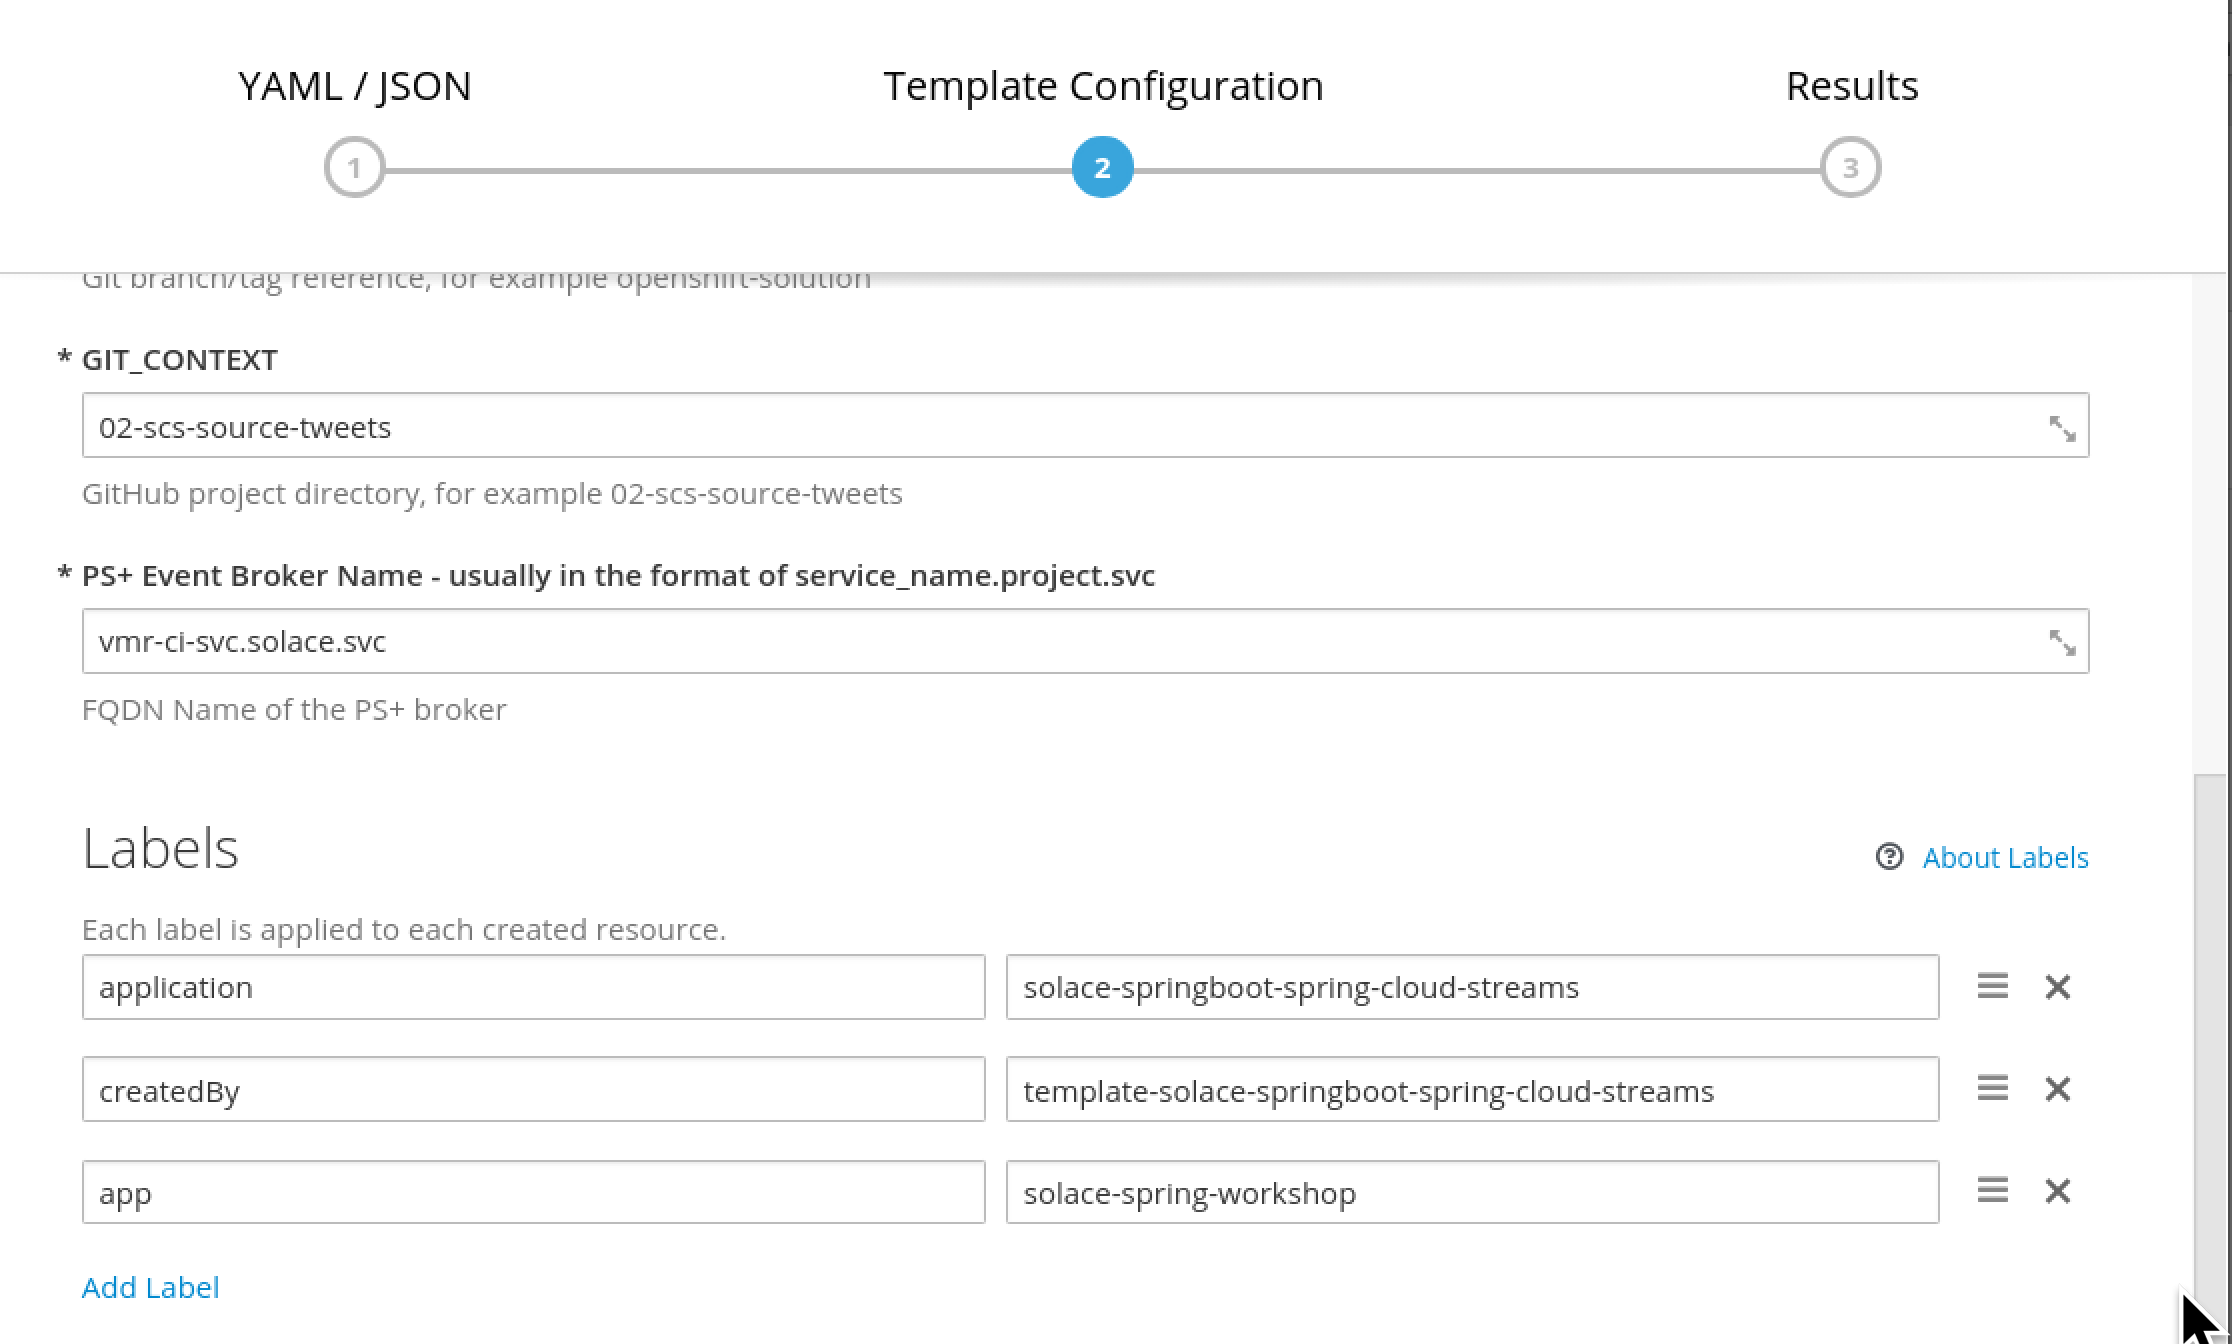 YAML / JSON Template Configuration Results
1 2 3
Git branch/tag reference, for example openshift-solution
* GIT_CONTEXT
02-scs-source-tweets
GitHub project directory, for example 02-scs-source-tweets
* PS+ Event Broker Name - usually in the format of service_name.project.svc
vmr-ci-svc.solace.svc
FQDN Name of the PS+ broker
Labels
About Labels
Each label is applied to each created resource.
application solace-springboot-spring-cloud-streams
createdBy template-solace-springboot-spring-cloud-streams
app solace-spring-workshop
Add Label